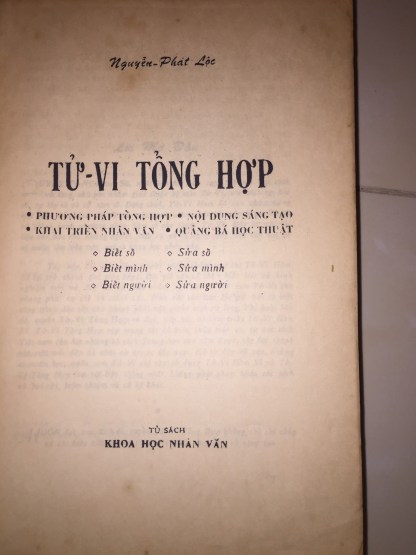 Nguyễn-Phát Lộc
TỬ-VI TỔNG HỢP
• PHƯƠNG PHÁP TỔNG HỢP • NỘI DUNG SÁNG TẠO
• KHAI TRIỂN NHÂN VĂN • QUẢNG BÁ HỌC THUẬT
◇ Biết số ◇ Sửa số
◇ Biết mình ◇ Sửa mình
◇ Biết người ◇ Sửa người
TỦ SÁCH
KHOA HỌC NHÂN VĂN